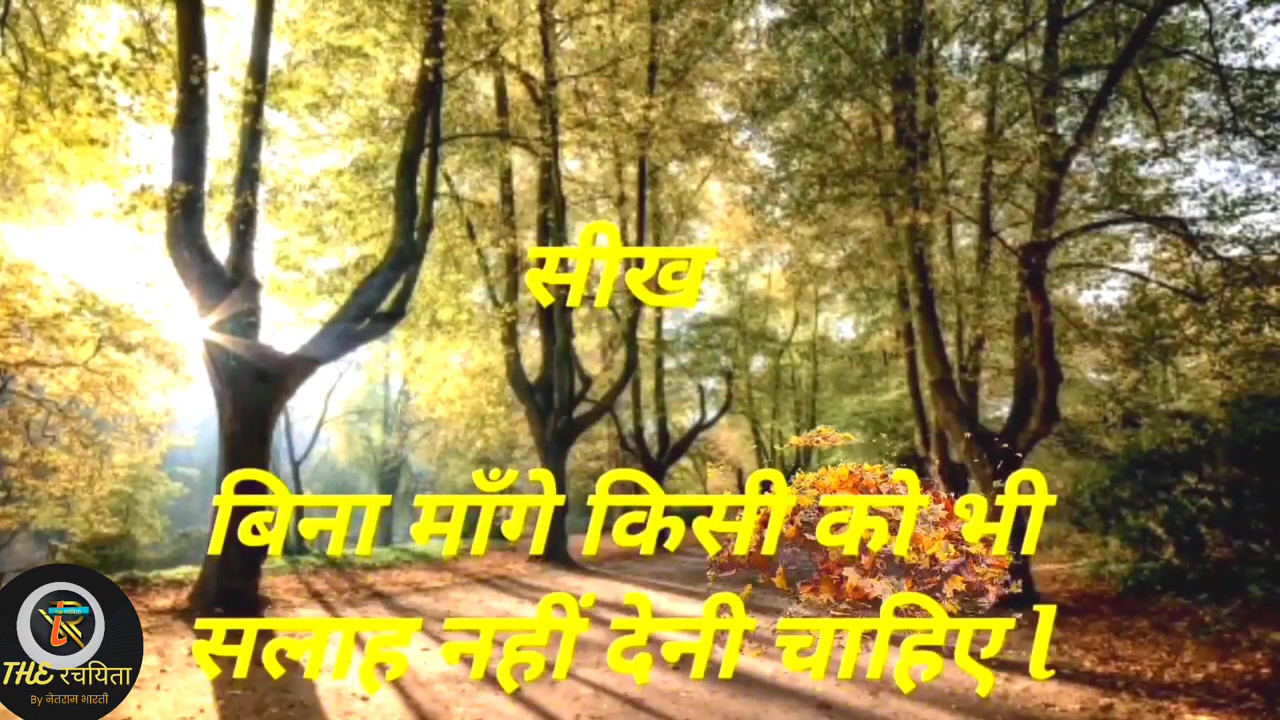 सीख
बिना माँगे किसी को भी
सलाह नहीं देनी चाहिए l
THE रचयिता
By नेतराम भारती